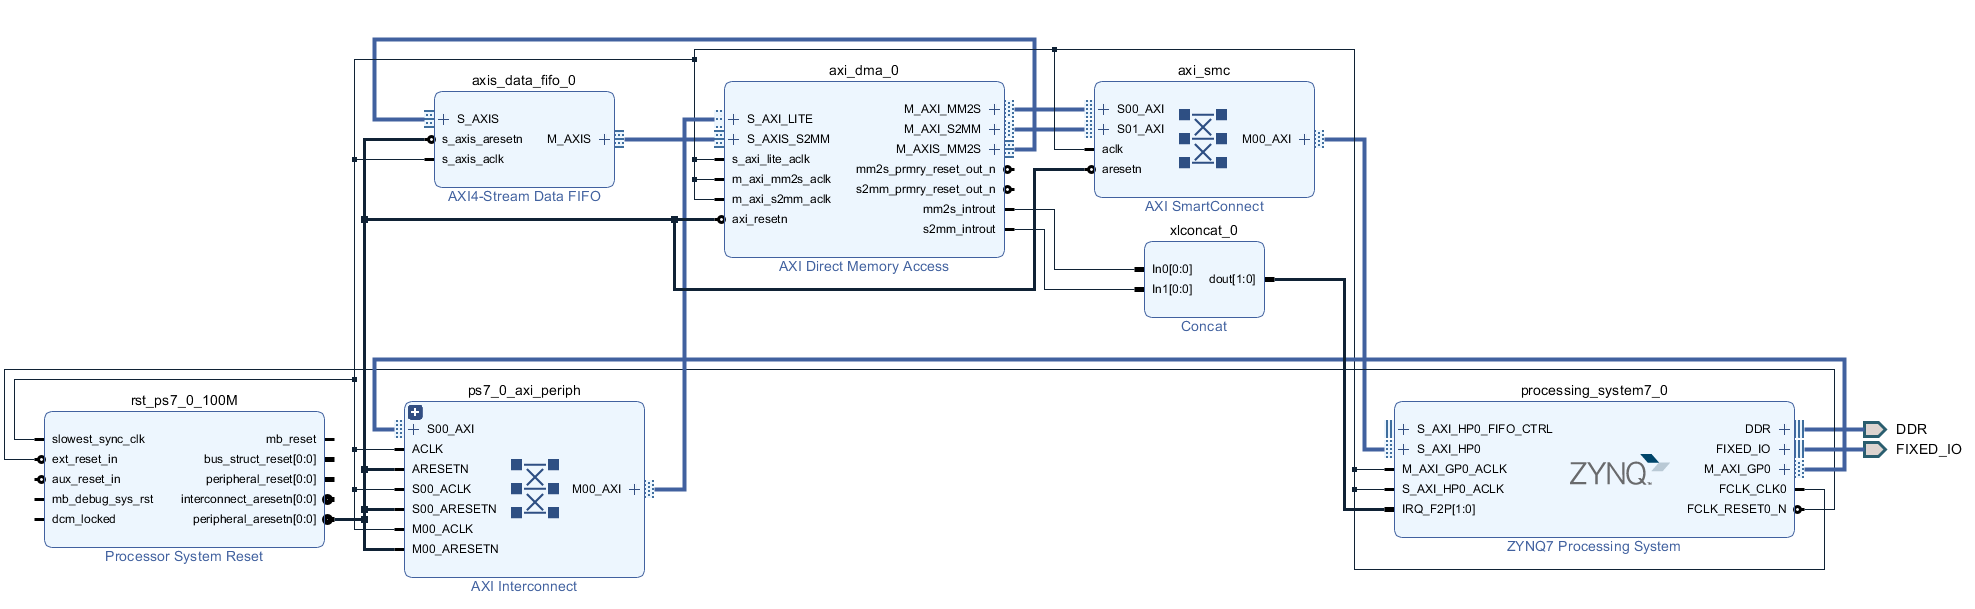 axis_data_fifo_0
S_AXIS
s_axis_aresetn
s_axis_aclk
M_AXIS
AXI4-Stream Data FIFO
axi_dma_0
S_AXI_LITE
S_AXIS_S2MM
s_axi_lite_aclk
m_axi_mm2s_aclk
m_axi_s2mm_aclk
axi_resetn
M_AXI_MM2S
M_AXI_S2MM
M_AXIS_MM2S
mm2s_prmry_reset_out_n
s2mm_prmry_reset_out_n
mm2s_introut
s2mm_introut
AXI Direct Memory Access
axi_smc
S00_AXI
S01_AXI
aclk
aresetn
M00_AXI
AXI SmartConnect
xlconcat_0
In0[0:0]
In1[0:0]
dout[1:0]
Concat
rst_ps7_0_100M
slowest_sync_clk
ext_reset_in
aux_reset_in
mb_debug_sys_rst
dcm_locked
mb_reset
bus_struct_reset[0:0]
peripheral_reset[0:0]
interconnect_aresetn[0:0]
peripheral_aresetn[0:0]
Processor System Reset
ps7_0_axi_periph
S00_AXI
ACLK
ARESETN
S00_ACLK
S00_ARESETN
M00_ACLK
M00_ARESETN
M00_AXI
AXI Interconnect
processing_system7_0
S_AXI_HP0_FIFO_CTRL
S_AXI_HP0
M_AXI_GP0_ACLK
S_AXI_HP0_ACLK
IRQ_F2P[1:0]
ZYNQ
DDR
FIXED_IO
M_AXI_GP0
FCLK_CLK0
FCLK_RESET0_N
ZYNQ7 Processing System
DDR
FIXED_IO